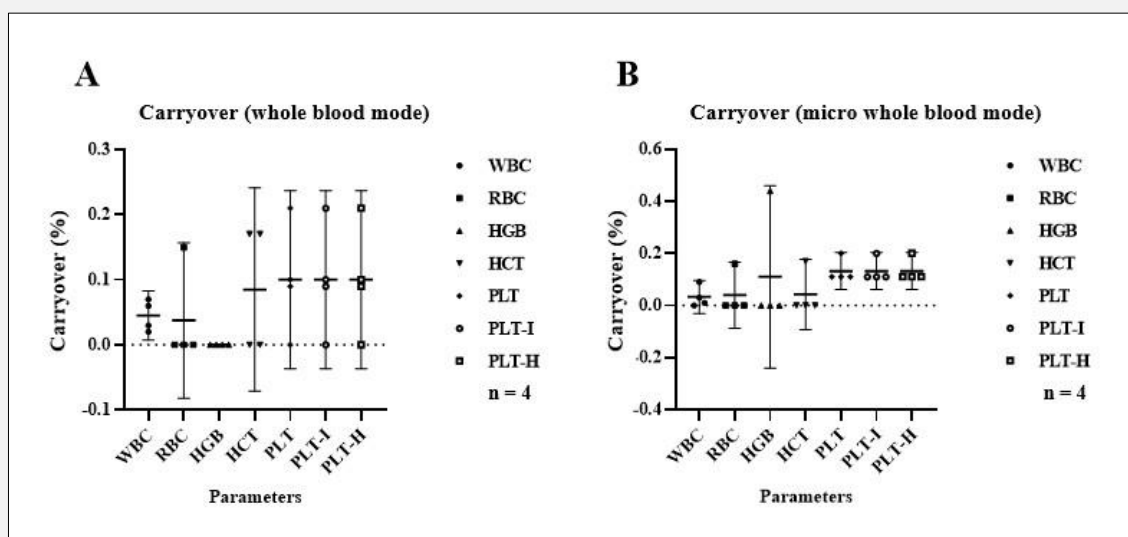 A
Carryover (whole blood mode)
Carryover (%)
0.3
0.2
0.1
0.0
-0.1
WBC
RBC
HGB
HCT
PLT
PLT-I
PLT-H
Parameters
WBC
RBC
HGB
HCT
PLT
PLT-I
PLT-H
n = 4
B
Carryover (micro whole blood mode)
Carryover (%)
0.6
0.4
0.2
0.0
-0.2
-0.4
WBC
RBC
HGB
HCT
PLT
PLT-I
PLT-H
Parameters
WBC
RBC
HGB
HCT
PLT
PLT-I
PLT-H
n = 4